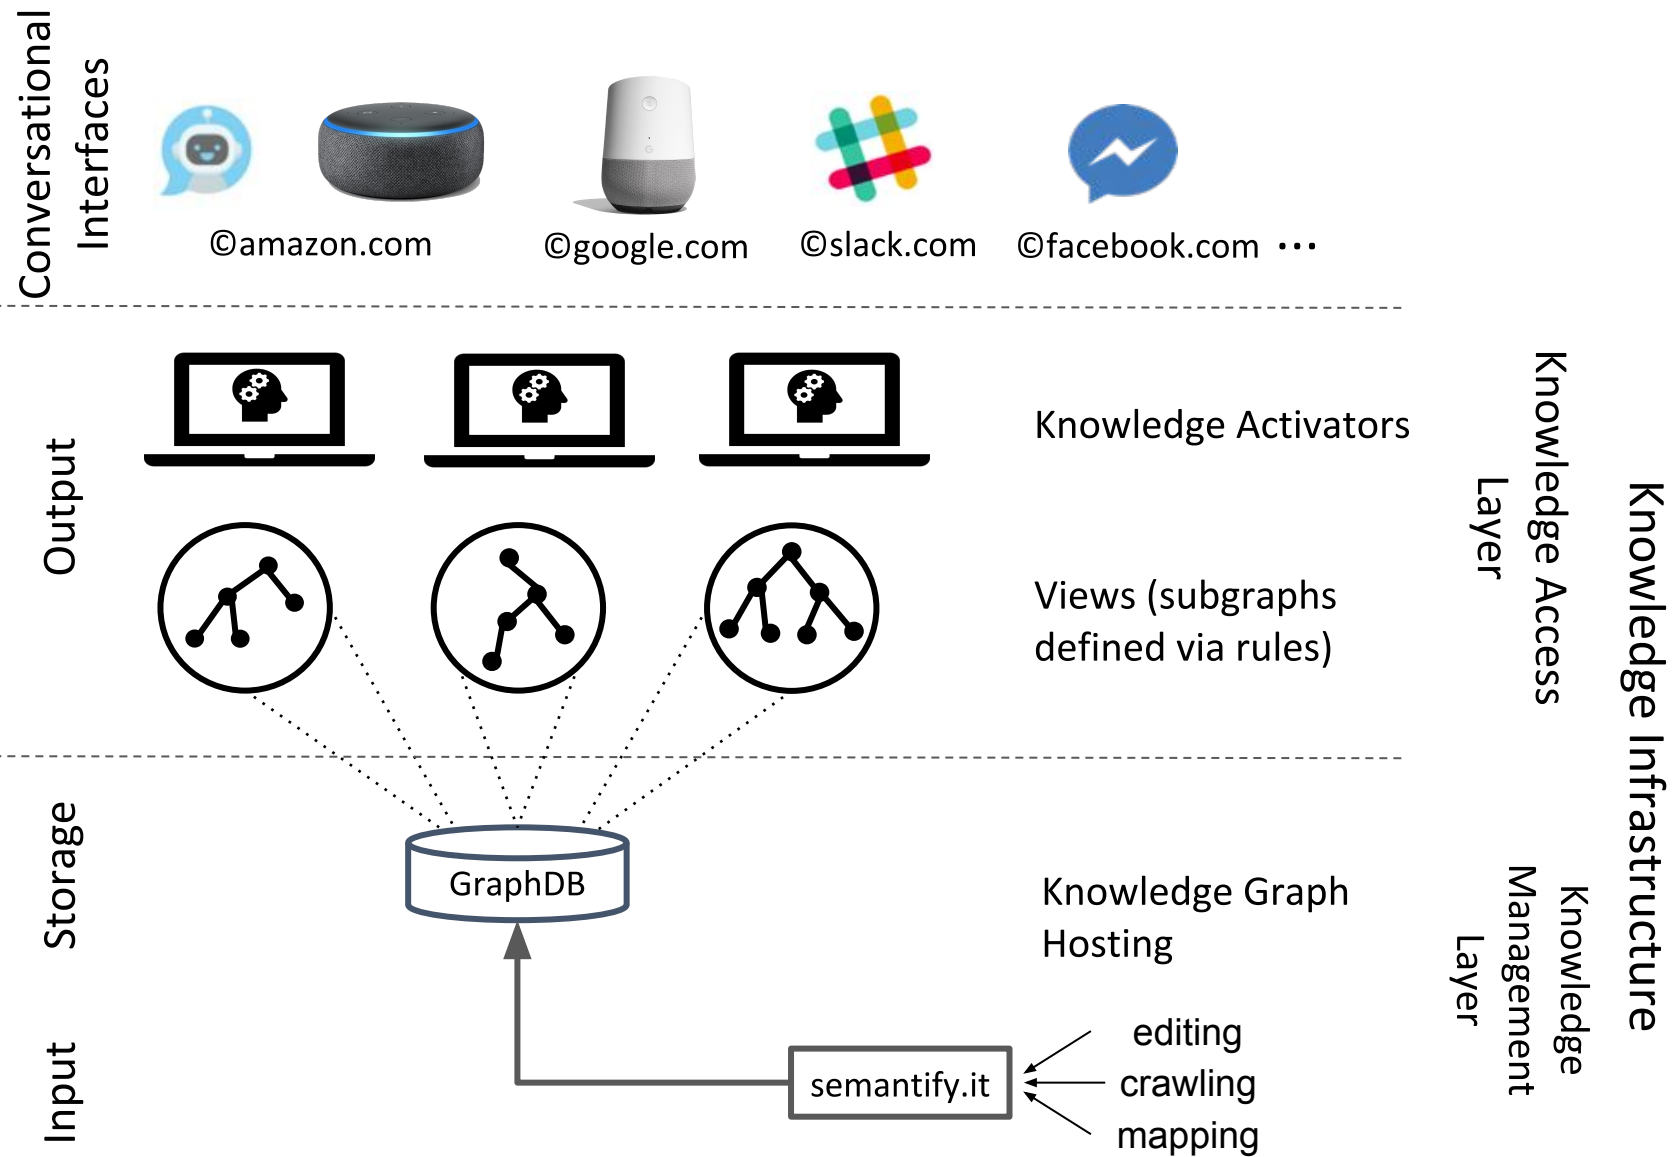 Conversational
Interfaces
©amazon.com
©google.com
©slack.com
©facebook.com ...
Output
Knowledge Activators
Views (subgraphs
defined via rules)
Knowledge Access
Layer
Knowledge Infrastructure
Storage
GraphDB
Knowledge Graph
Hosting
Knowledge
Management
Layer
Input
semantify.it
editing
crawling
mapping